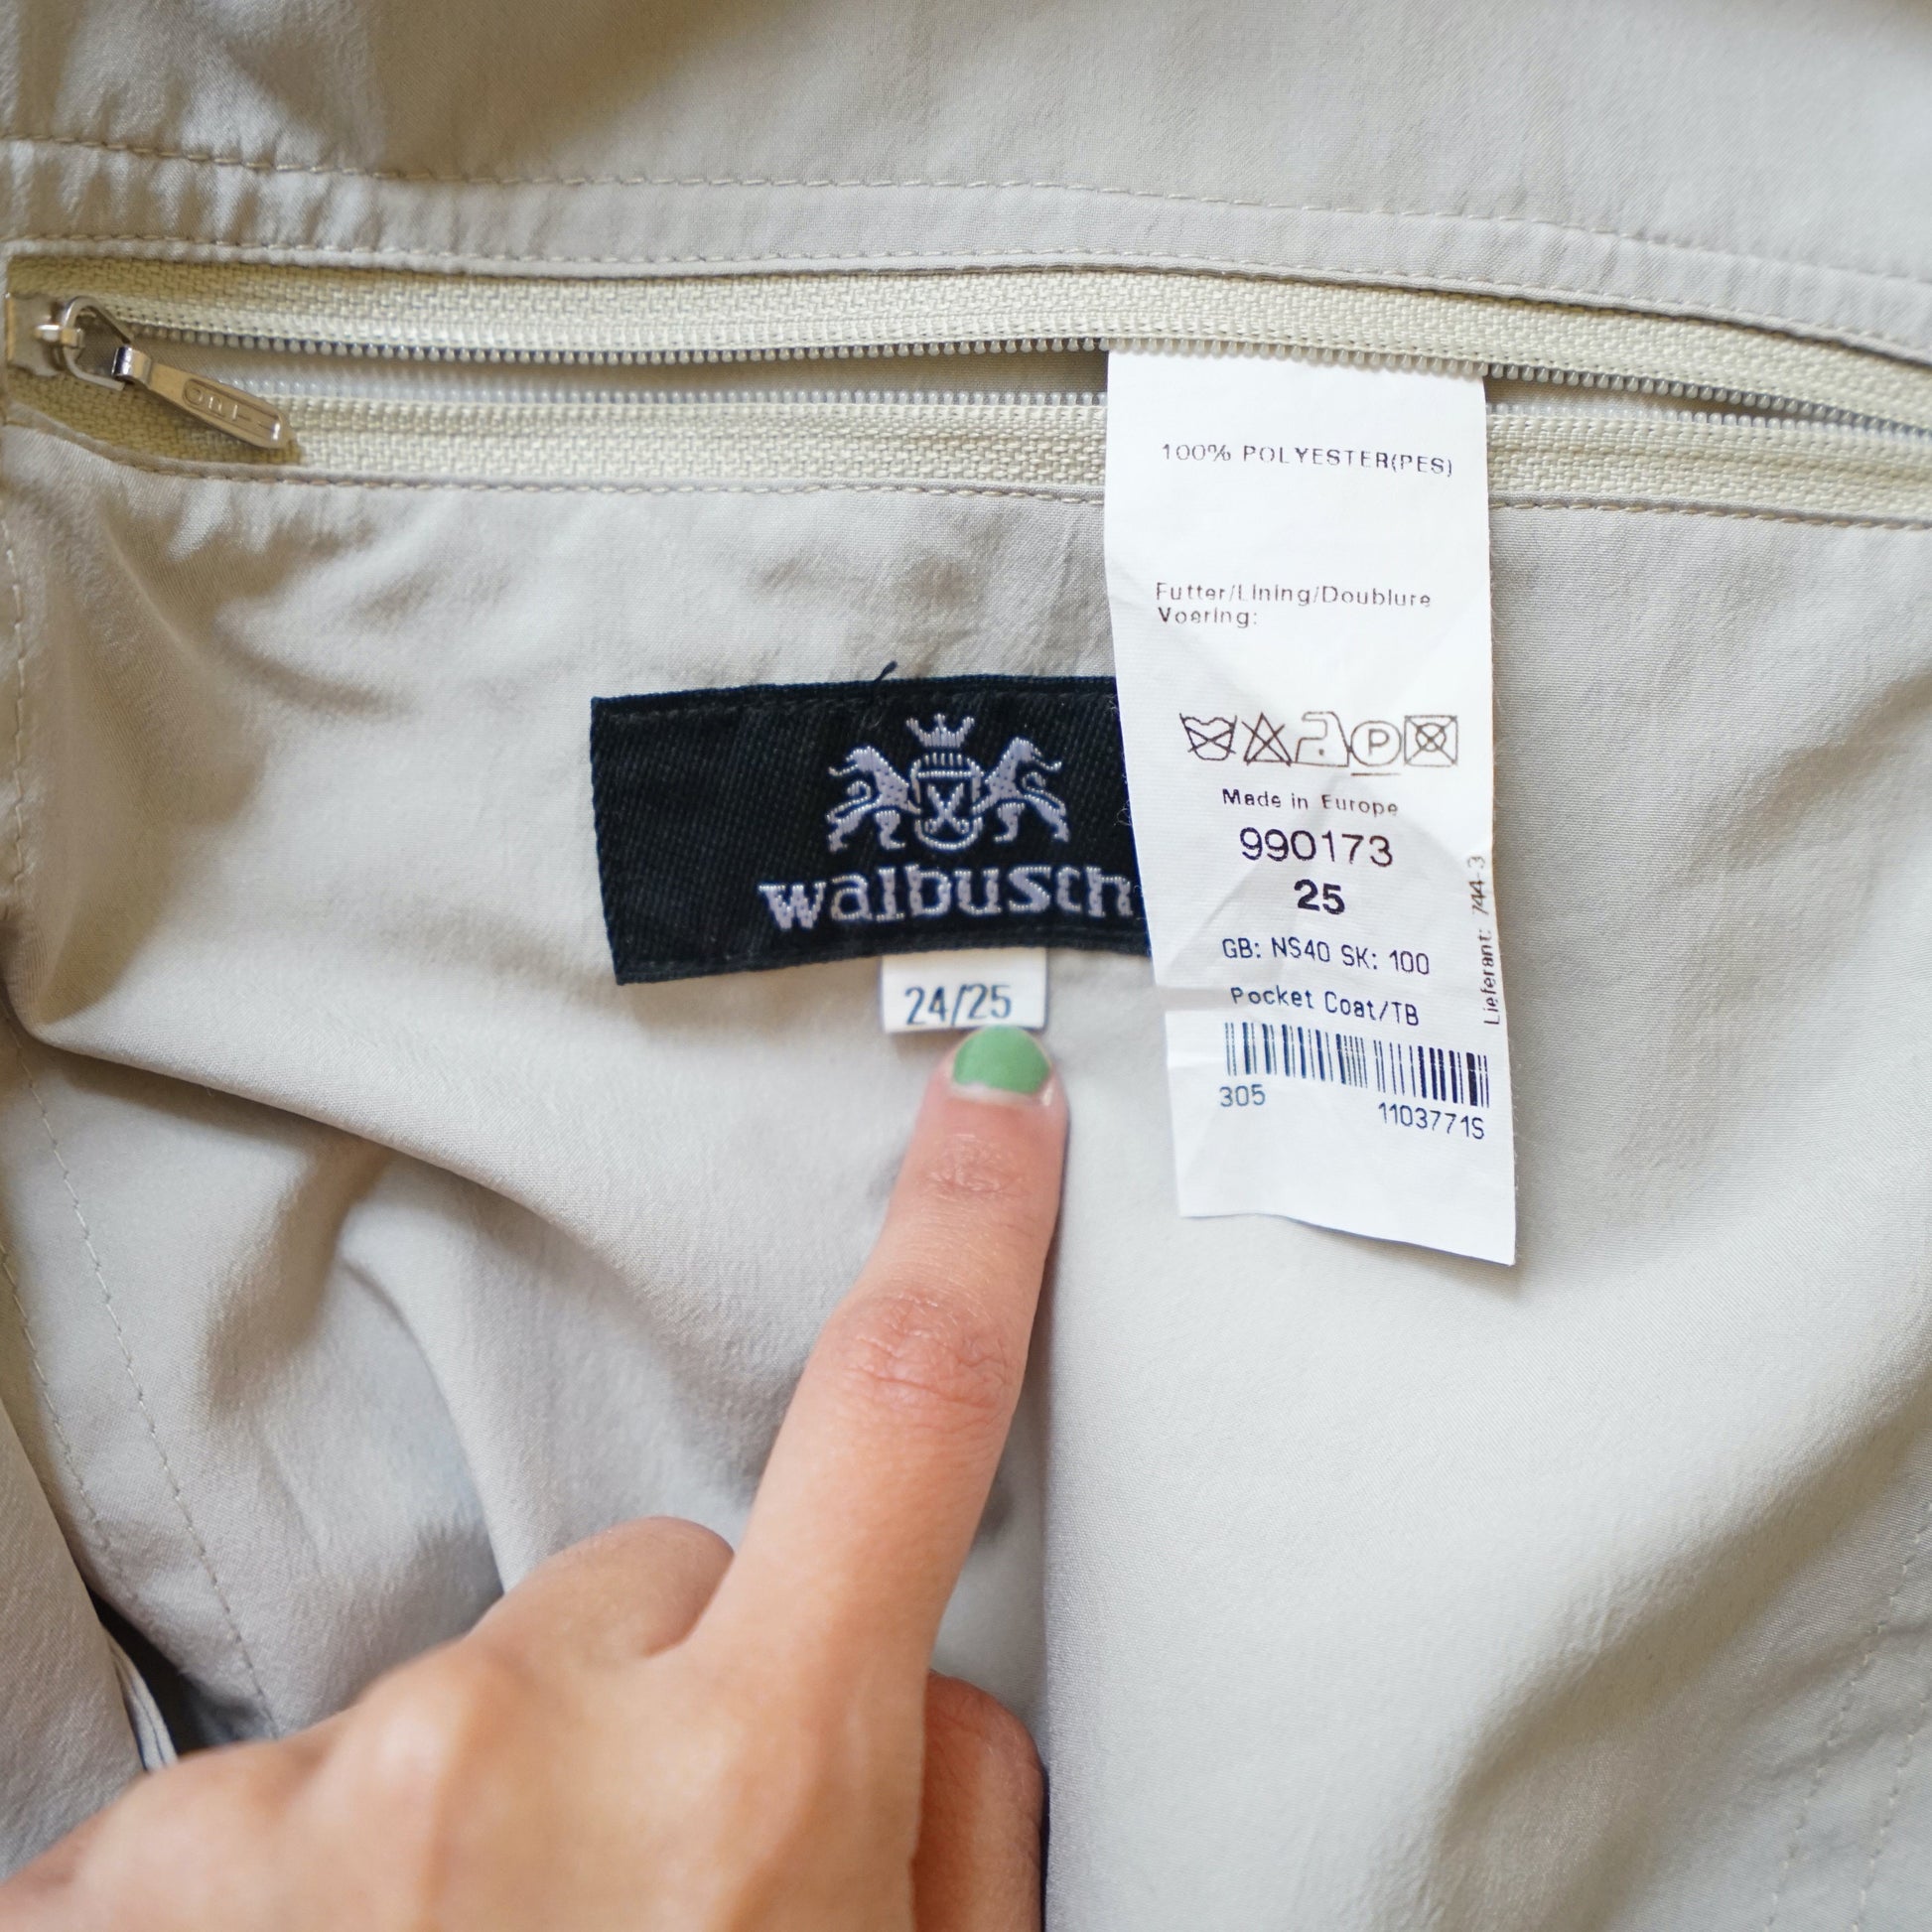 100% POLYESTER(PES)
Futter/Lining/Doublure
Voering:
walbusch
24/25
P
Made in Europe
990173
25
GB: NS40 SK: 100
Pocket Coat/TB
305
1103771S
Lieferant: 744-3